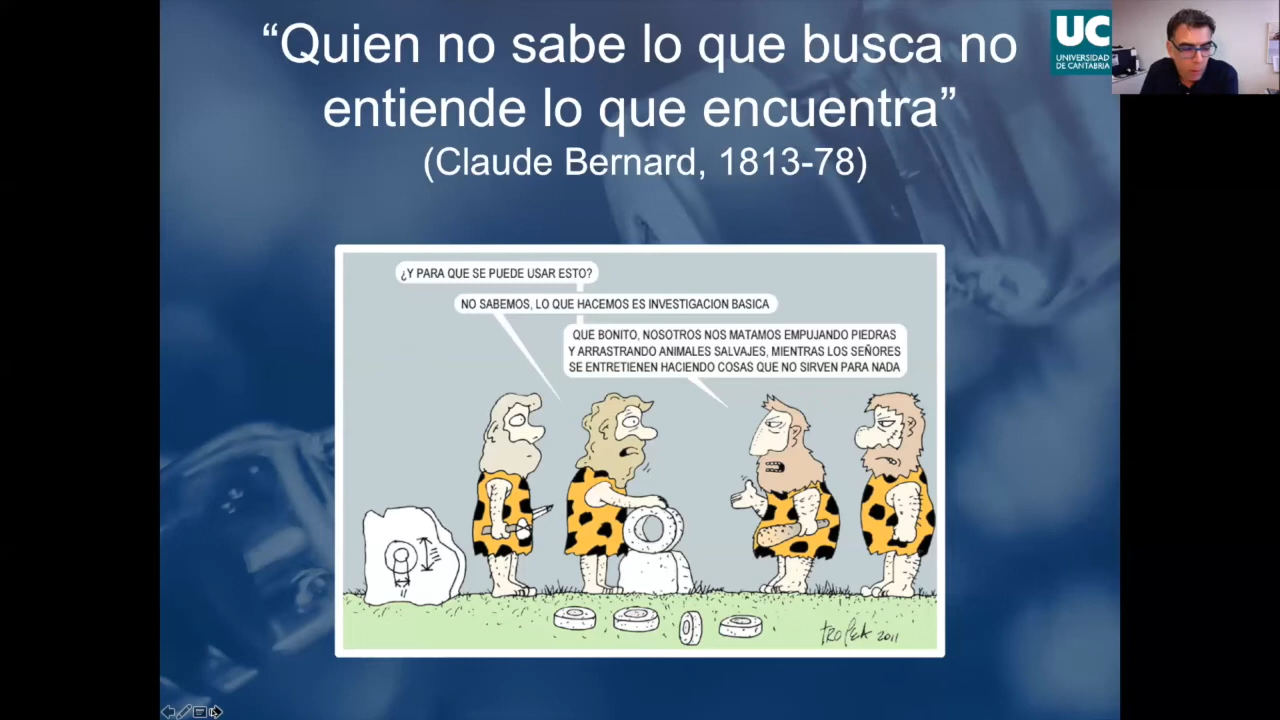 “Quien no sabe lo que busca no
entiende lo que encuentra”
(Claude Bernard, 1813-78)
UC
UNIVERSIDAD
DE CANTABRIA
¿Y PARA QUE SE PUEDE USAR ESTO?
NO SABEMOS, LO QUE HACEMOS ES INVESTIGACION BASICA
QUE BONITO, NOSOTROS NOS MATAMOS EMPUJANDO PIEDRAS
Y ARRASTRANDO ANIMALES SALVAJES, MIENTRAS LOS SEÑORES
SE ENTRETIENEN HACIENDO COSAS QUE NO SIRVEN PARA NADA
TROFEA 2011